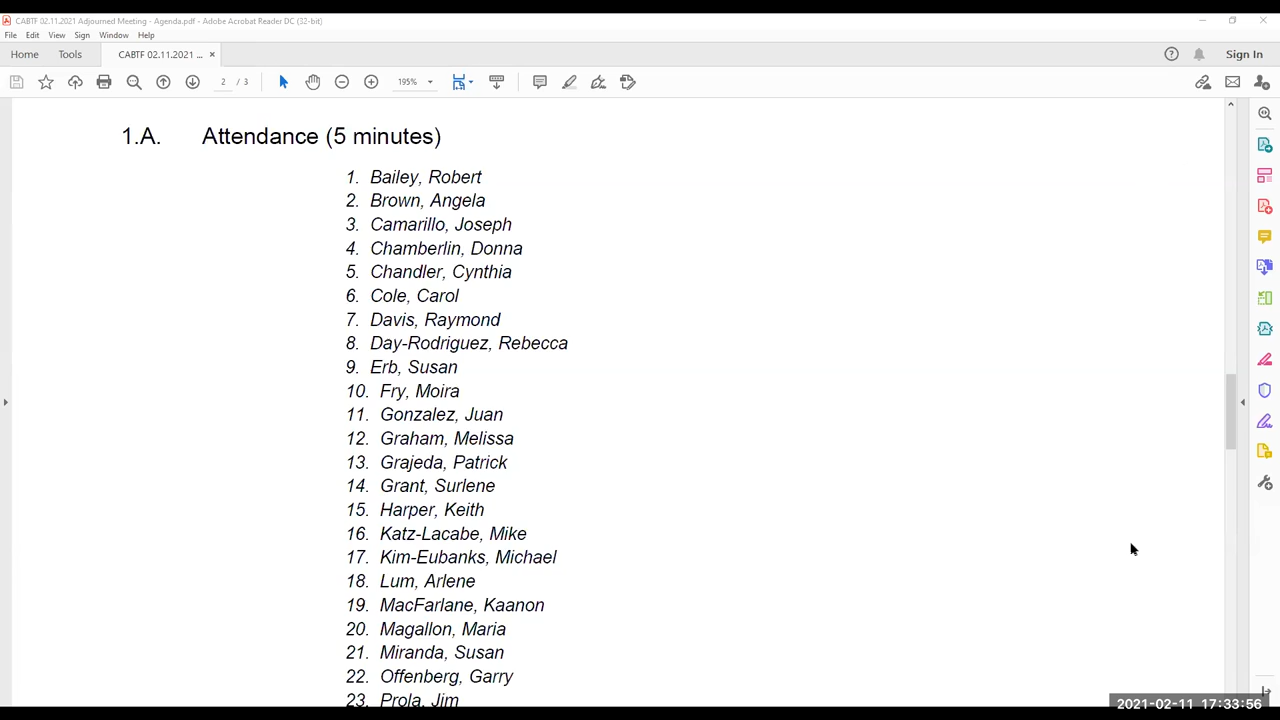 CABTF 02.11.2021 Adjourned Meeting - Agenda.pdf - Adobe Acrobat Reader DC (32-bit)
File Edit View Sign Window Help
Home Tools CABTF 02.11.2021 ... × Sign In
2 / 3 195%
1.A. Attendance (5 minutes)
1. Bailey, Robert
2. Brown, Angela
3. Camarillo, Joseph
4. Chamberlin, Donna
5. Chandler, Cynthia
6. Cole, Carol
7. Davis, Raymond
8. Day-Rodriguez, Rebecca
9. Erb, Susan
10. Fry, Moira
11. Gonzalez, Juan
12. Graham, Melissa
13. Grajeda, Patrick
14. Grant, Surlene
15. Harper, Keith
16. Katz-Lacabe, Mike
17. Kim-Eubanks, Michael
18. Lum, Arlene
19. MacFarlane, Kaanon
20. Magallon, Maria
21. Miranda, Susan
22. Offenberg, Garry
23. Prola, Jim
2021-02-11 17:33:56